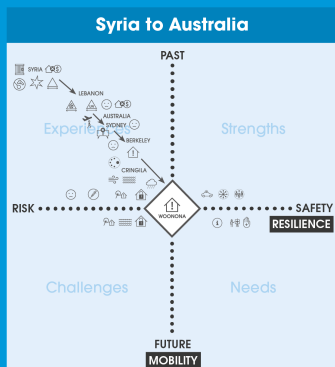 Syria to Australia
PAST
SYRIA
LEBANON
AUSTRALIA
SYDNEY
Experiences
Strengths
BERKELEY
CRINGILA
RISK
WOONONA
SAFETY
RESILIENCE
Challenges
Needs
FUTURE
MOBILITY